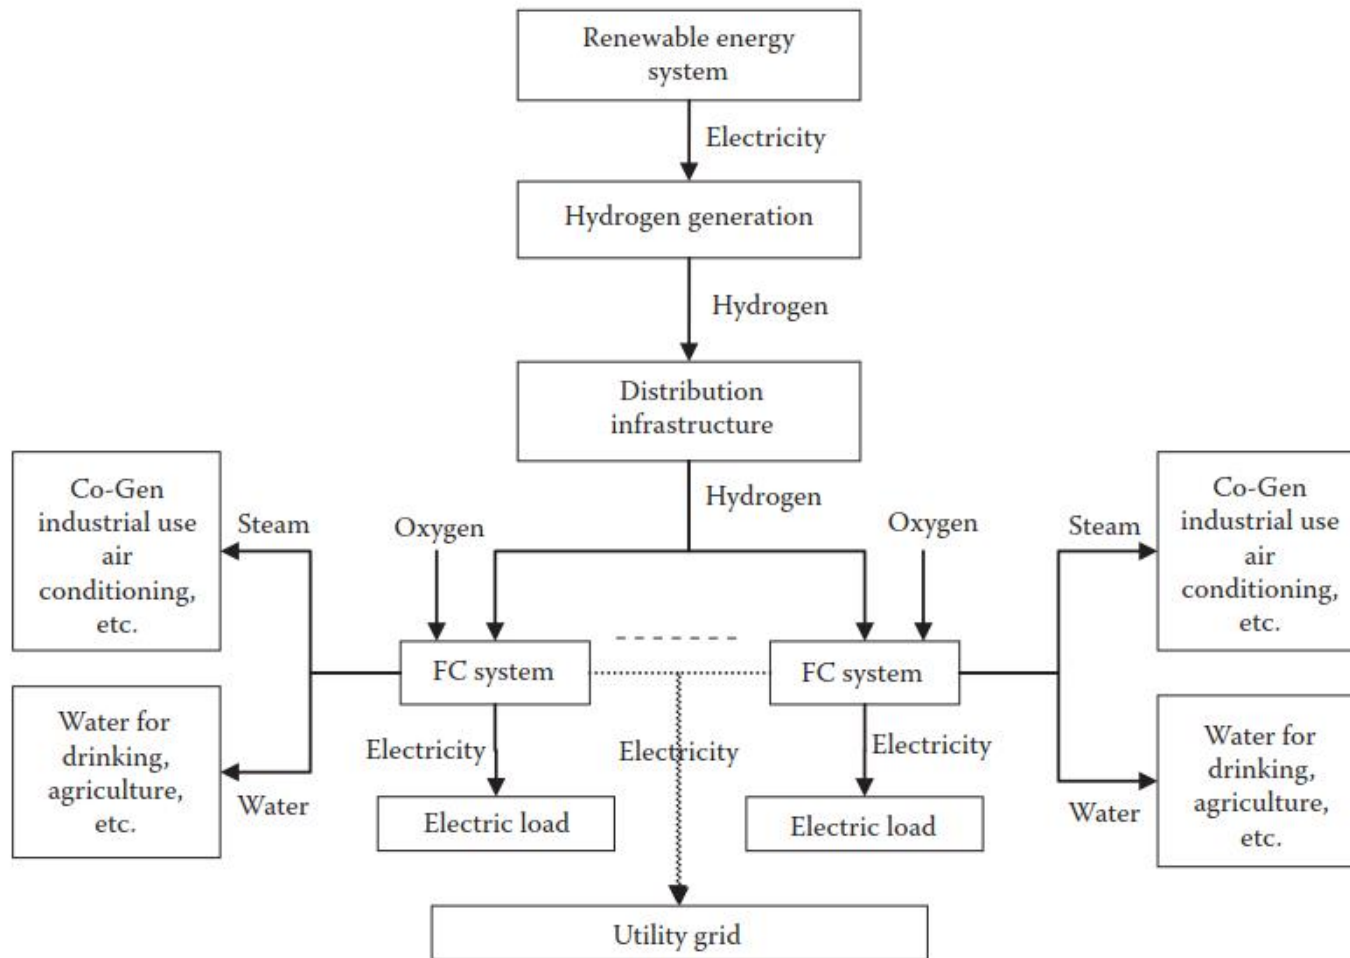 Renewable energy
system
Electricity
Hydrogen generation
Hydrogen
Distribution
infrastructure
Hydrogen
Co-Gen
industrial use
air
conditioning,
etc.
Steam
Oxygen
Oxygen
Steam
Co-Gen
industrial use
air
conditioning,
etc.
FC system
FC system
Water for
drinking,
agriculture,
etc.
Water
Electricity
Electricity
Electricity
Water
Water for
drinking,
agriculture,
etc.
Electric load
Electric load
Utility grid